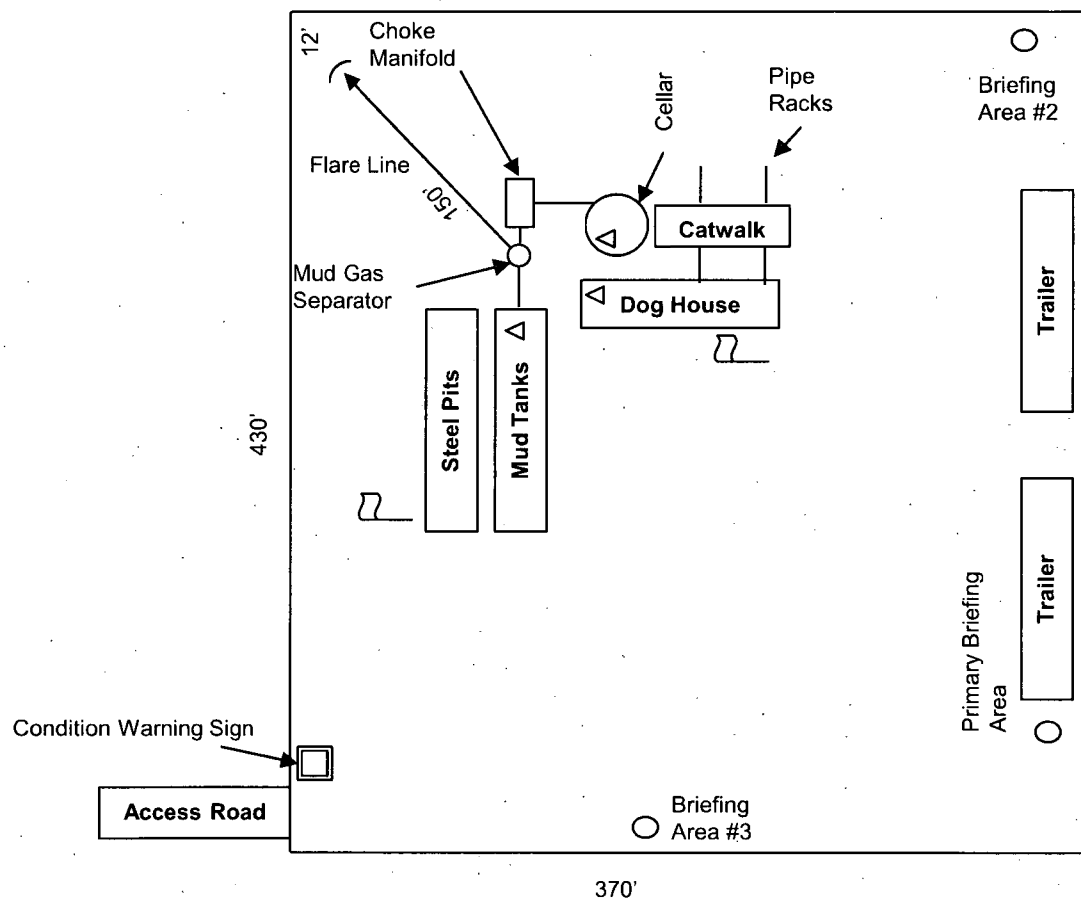 12'
Choke
Manifold
Pipe
Racks
Briefing
Area #2
Cellar
Flare Line
150'
Catwalk
Mud Gas
Separator
Dog House
Trailer
Steel Pits
Mud Tanks
430'
Trailer
Primary Briefing
Area
Condition Warning Sign
Access Road
Briefing
Area #3
370'